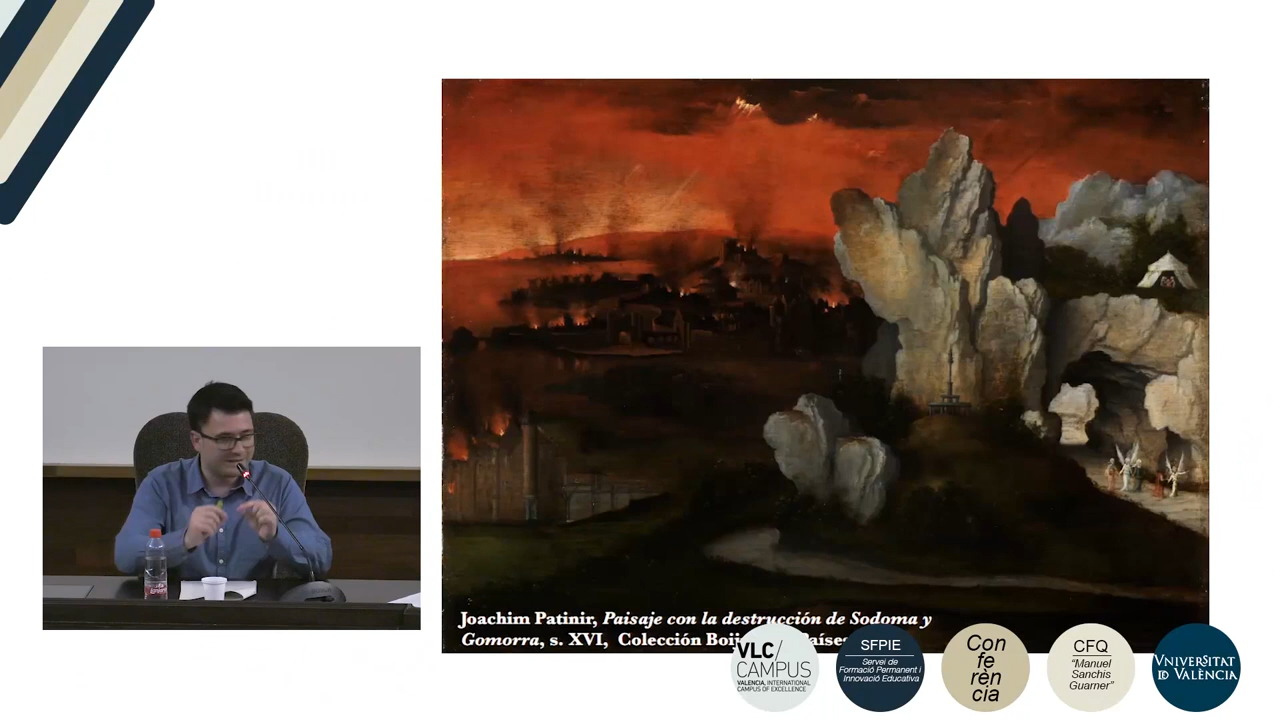 Joachim Patinir, Paisaje con la destrucción de Sodoma y
Gomorra, s. XVI, Colección
VLC/
CAMPUS
VALENCIA, INTERNATIONAL
CAMPUS OF EXCELLENCE
SFPIE
Servei de
Formació Permanent i
Innovació Educativa
Con
fe
rèn
cia
CFQ
"Manuel
Sanchis
Guarner"
VNIVERSITAT
ID VALÈNCIA